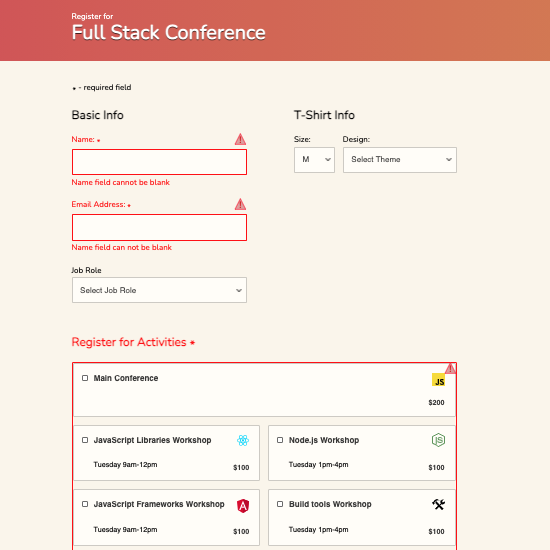 Register for
Full Stack Conference
* - required field
Basic Info
T-Shirt Info
Name: *
Size:
Design:
M
Select Theme
Name field cannot be blank
Email Address: *
Name field can not be blank
Job Role
Select Job Role
Register for Activities *
Main Conference
JS
$200
JavaScript Libraries Workshop
Tuesday 9am-12pm
$100
Node.js Workshop
JS
Tuesday 1pm-4pm
$100
JavaScript Frameworks Workshop
A
Tuesday 9am-12pm
$100
Build tools Workshop
Tuesday 1pm-4pm
$100